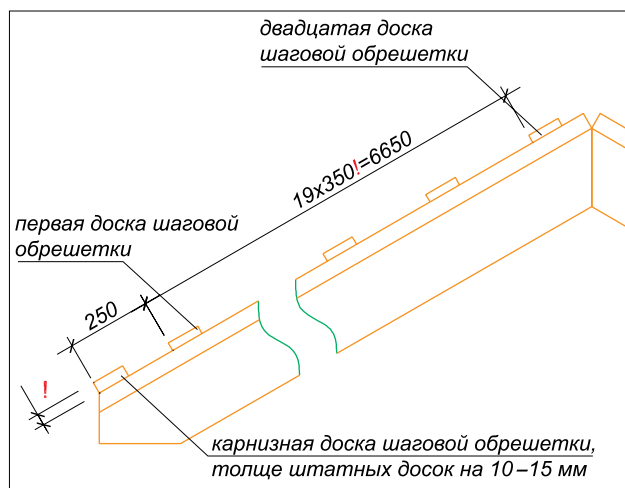 двадцатая доска
шаговой обрешетки
19х350!=6650
первая доска шаговой
обрешетки
250
!
карнизная доска шаговой обрешетки,
толще штатных досок на 10–15 мм